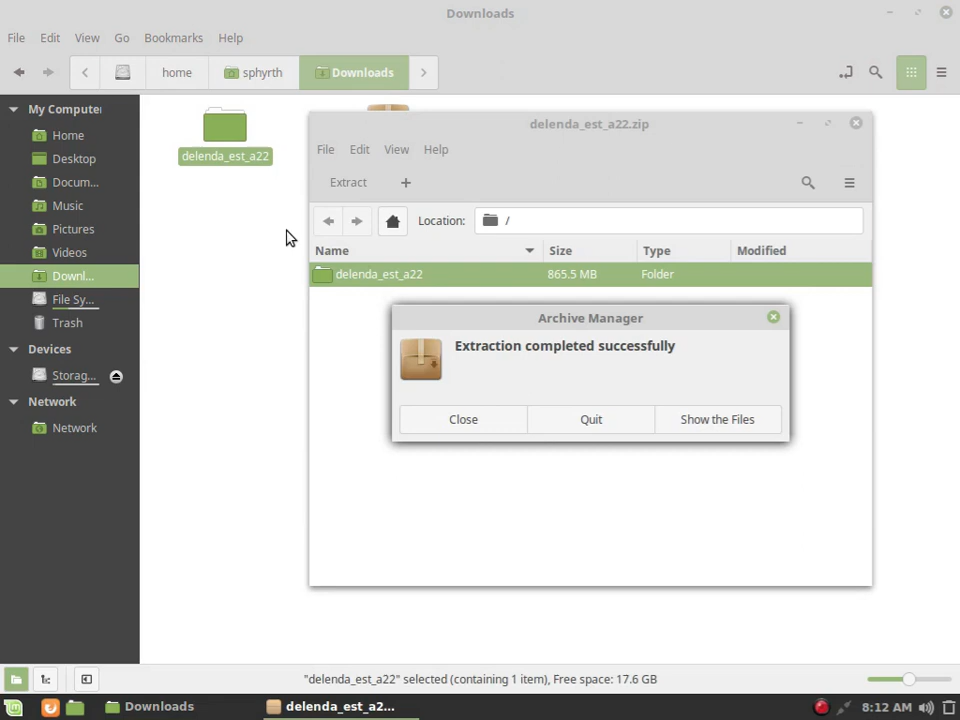 Downloads
File Edit View Go Bookmarks Help
home sphyrth Downloads
My Compute
Home
Desktop
Docum...
Music
Pictures
Videos
Downl...
File Sy...
Trash
Devices
Storag...
Network
Network
delenda_est_a22
delenda_est_a22.zip
File Edit View Help
Extract +
Location: /
Name Size Type Modified
delenda_est_a22 865.5 MB Folder
Archive Manager
Extraction completed successfully
Close Quit Show the Files
"delenda_est_a22" selected (containing 1 item), Free space: 17.6 GB
Downloads delenda_est_a2... 8:12 AM